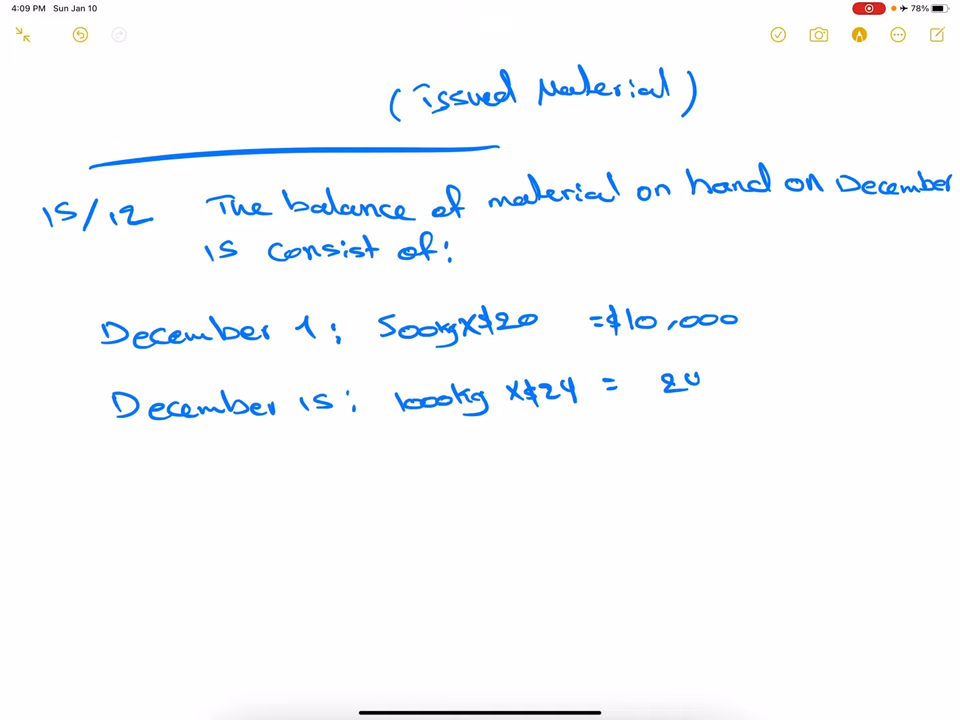 4:09 PM Sun Jan 10 78%
(issued Material)
15/12 The balance of material on hand on December
15 consist of:
December 1: 500kg x $20 = $10,000
December 15: 1000kg x $24 =